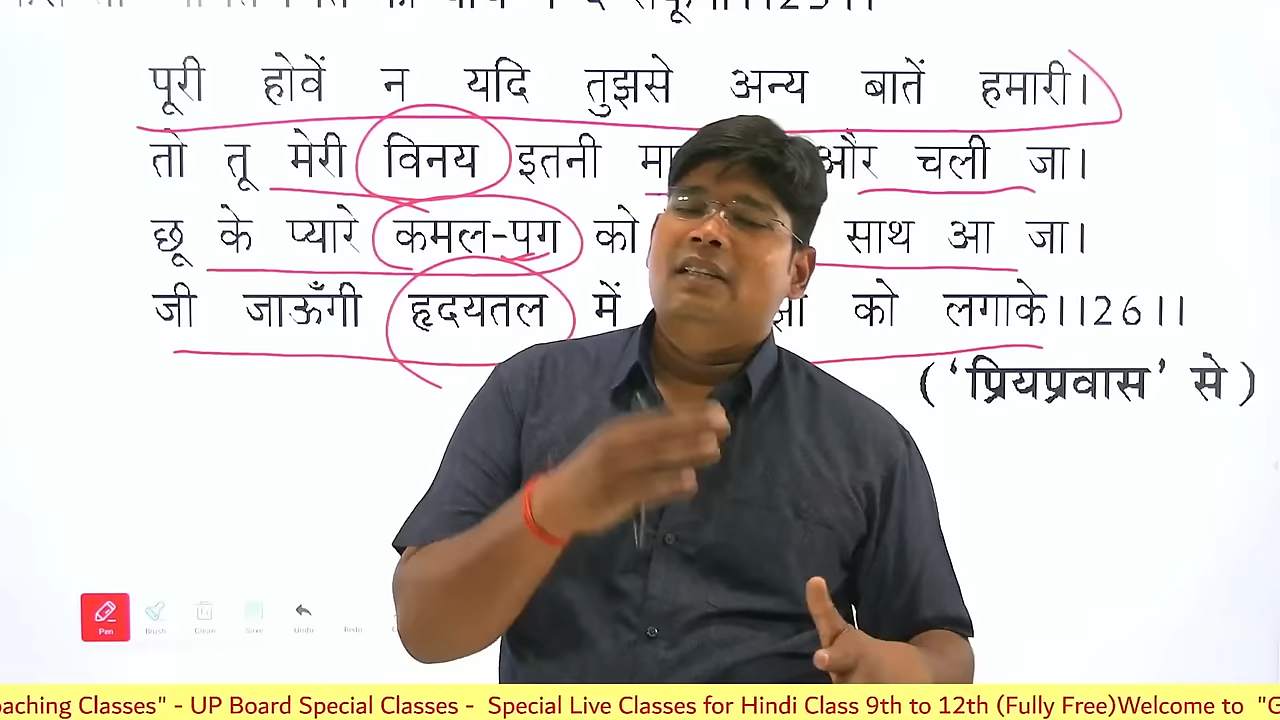 पूरी होवें न यदि तुझसे अन्य बातें हमारी।
तो तू मेरी विनय इतनी और चली जा।
छू के प्यारे कमल-पग को साथ आ जा।
जी जाऊँगी हृदयतल में को लगाके।।26।।
('प्रियप्रवास' से)
Pen Brush Clean Save Undo Redo
oaching Classes" - UP Board Special Classes - Special Live Classes for Hindi Class 9th to 12th (Fully Free)Welcome to "G